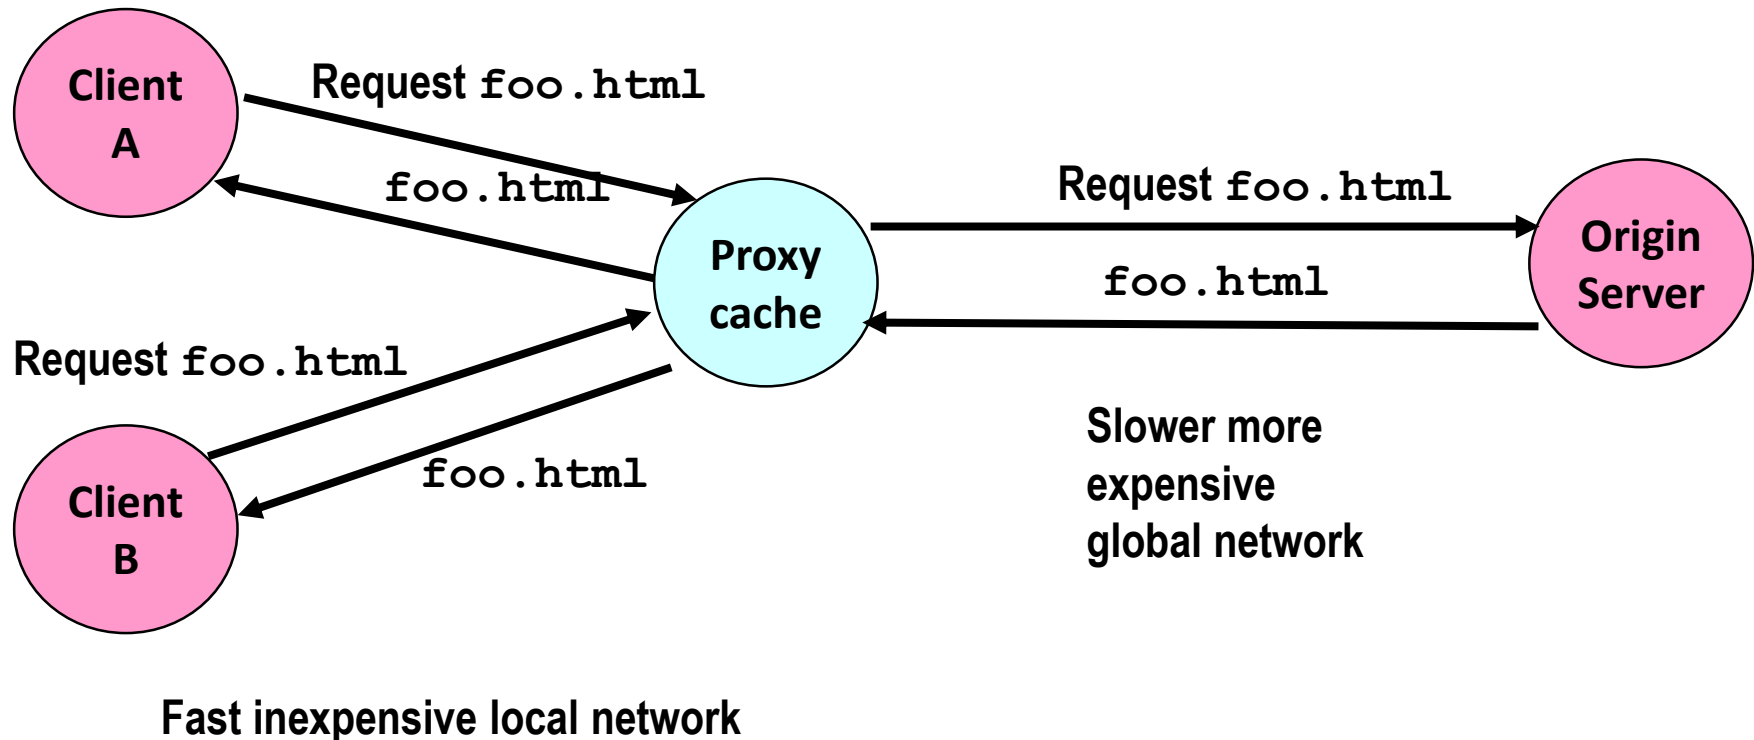 Client
A
Request foo.html
foo.html
Request foo.html
Origin
Server
Proxy
cache
foo.html
Request foo.html
Slower more
expensive
global network
foo.html
Client
B
Fast inexpensive local network